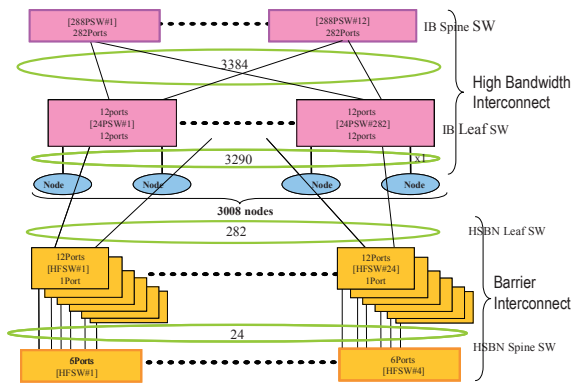 [288PSW#1]
282Ports
[288PSW#12]
282Ports
IB Spine SW
3384
High Bandwidth
Interconnect
12ports
[24PSW#1]
12ports
12ports
[24PSW#282]
12ports
IB Leaf SW
3290
x1
Node
Node
Node
Node
3008 nodes
282
HSBN Leaf SW
12Ports
[HFSW#1]
1Port
12Ports
[HFSW#24]
1Port
Barrier
Interconnect
24
HSBN Spine SW
6Ports
[HFSW#1]
6Ports
[HFSW#4]